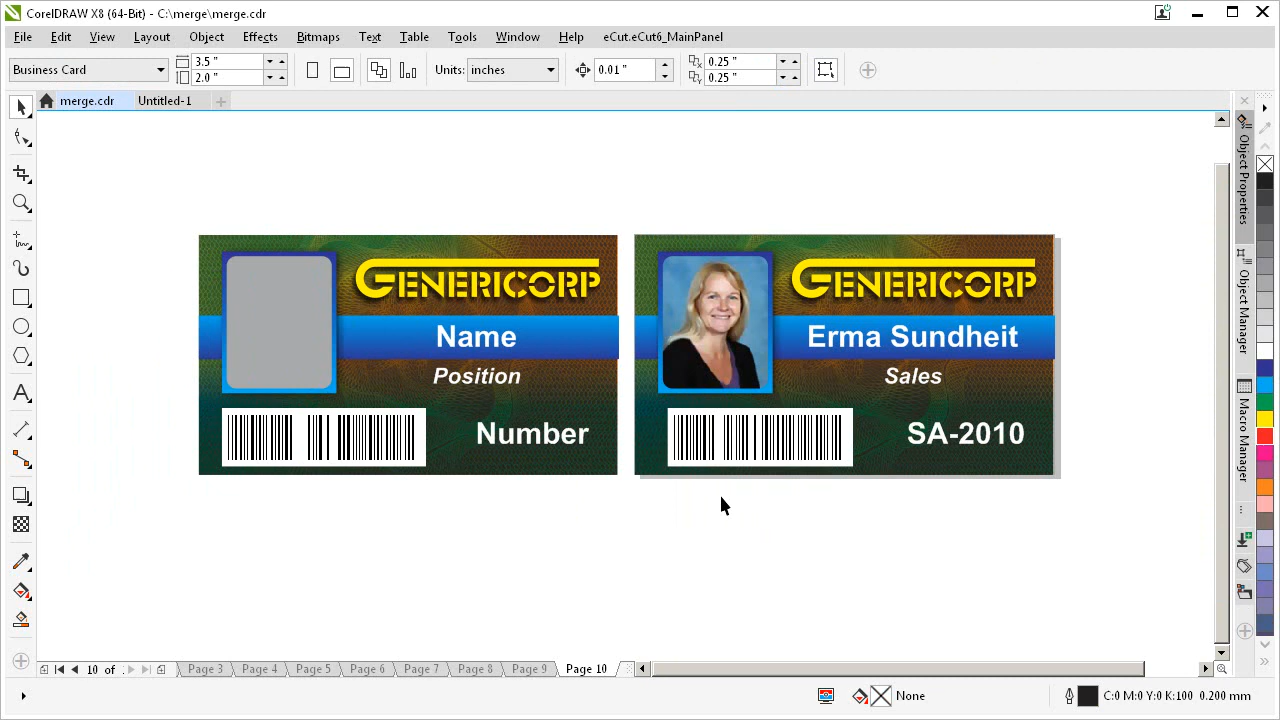 CorelDRAW X8 (64-Bit) - C:\merge\merge.cdr
File Edit View Layout Object Effects Bitmaps Text Table Tools Window Help eCut.eCut6_MainPanel
Business Card 3.5 " 2.0 " Units: inches 0.01 " 0.25 " 0.25 "
merge.cdr Untitled-1
Object Properties
Object Manager
Macro Manager
GENERICORP
Name
Position
Number
GENERICORP
Erma Sundheit
Sales
SA-2010
10 of Page 3 Page 4 Page 5 Page 6 Page 7 Page 8 Page 9 Page 10
None C:0 M:0 Y:0 K:100 0.200 mm